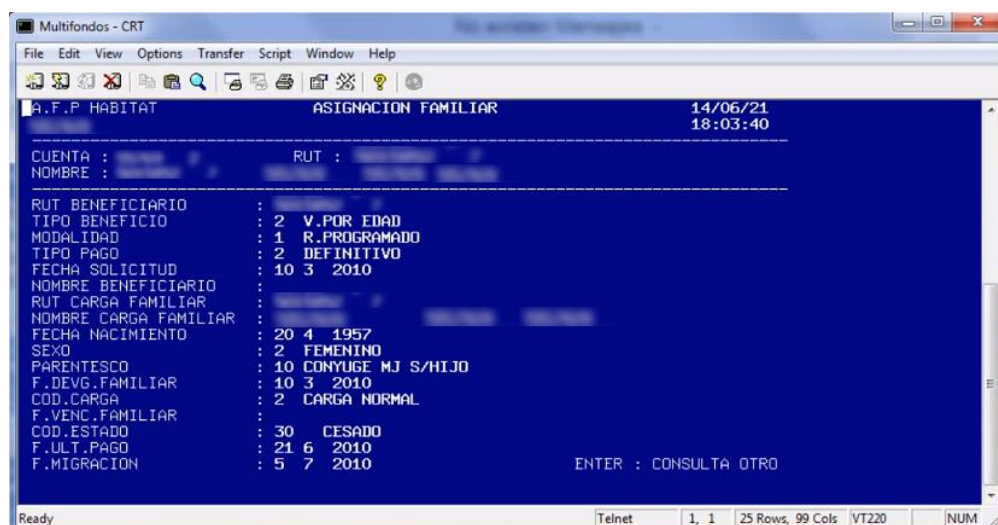 Multifondos - CRT
File Edit View Options Transfer Script Window Help
A.F.P HABITAT ASIGNACION FAMILIAR 14/06/21
18:03:40
CUENTA : RUT :
NOMBRE :
RUT BENEFICIARIO :
TIPO BENEFICIO : 2 V.POR EDAD
MODALIDAD : 1 R.PROGRAMADO
TIPO PAGO : 2 DEFINITIVO
FECHA SOLICITUD : 10 3 2010
NOMBRE BENEFICIARIO :
RUT CARGA FAMILIAR :
NOMBRE CARGA FAMILIAR :
FECHA NACIMIENTO : 20 4 1957
SEXO : 2 FEMENINO
PARENTESCO : 10 CONYUGE MJ S/HIJO
F.DEVG.FAMILIAR : 10 3 2010
COD.CARGA : 2 CARGA NORMAL
F.VENC.FAMILIAR :
COD.ESTADO : 30 CESADO
F.ULT.PAGO : 21 6 2010
F.MIGRACION : 5 7 2010 ENTER : CONSULTA OTRO
Ready Telnet 1, 1 25 Rows, 99 Cols VT220 NUM